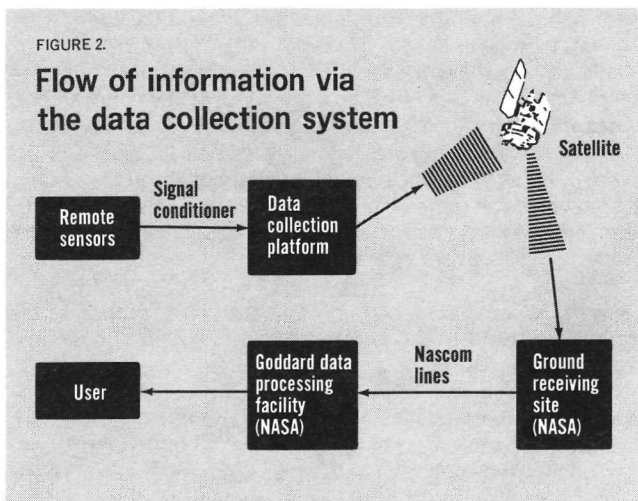 FIGURE 2.
Flow of information via
the data collection system
Satellite
Signal
conditioner
Remote
sensors
Data
collection
platform
User
Goddard data
processing
facility
(NASA)
Nascom
lines
Ground
receiving
site
(NASA)